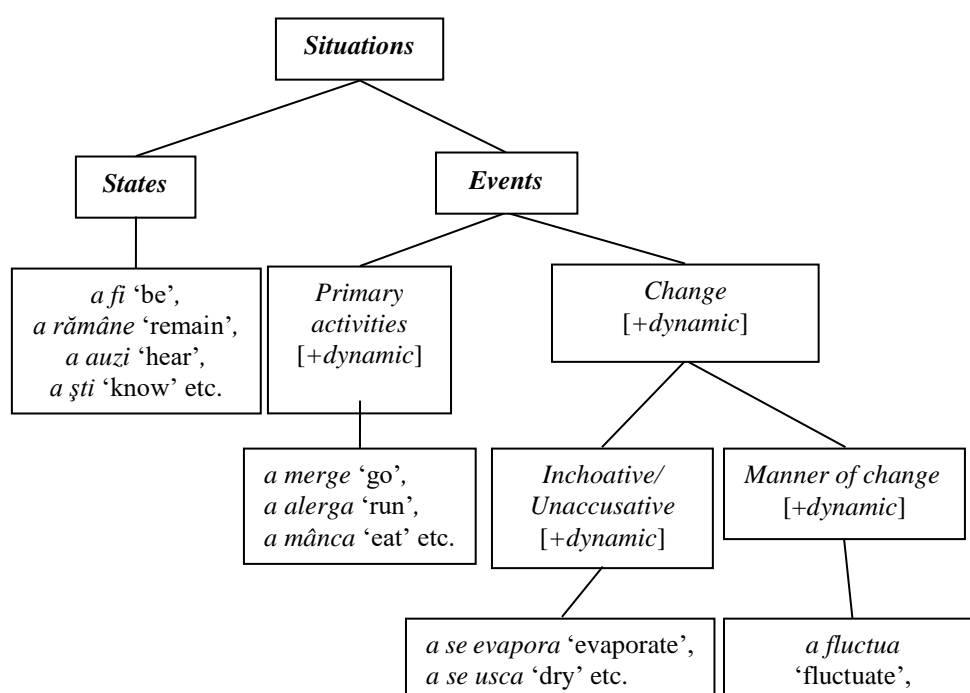 Situations
States
Events
a fi ‘be’,
a rămâne ‘remain’,
a auzi ‘hear’,
a şti ‘know’ etc.
Primary
activities
[+dynamic]
Change
[+dynamic]
a merge ‘go’,
a alerga ‘run’,
a mânca ‘eat’ etc.
Inchoative/
Unaccusative
[+dynamic]
Manner of change
[+dynamic]
a se evapora ‘evaporate’,
a se usca ‘dry’ etc.
a fluctua
‘fluctuate’,